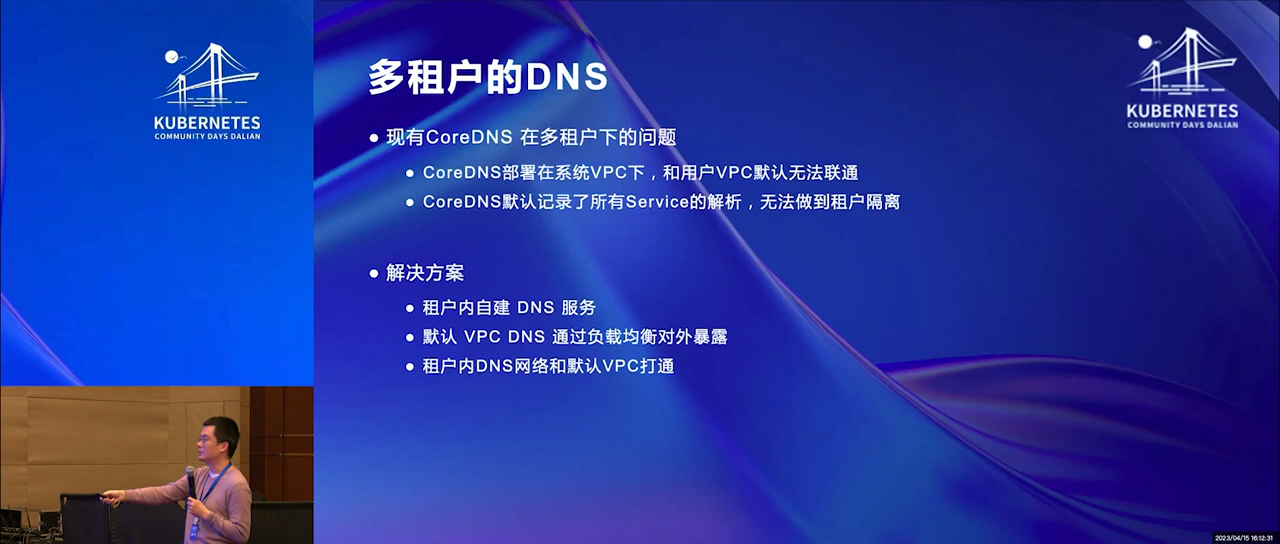 KUBERNETES
COMMUNITY DAYS DALIAN
多租户的DNS
KUBERNETES
COMMUNITY DAYS DALIAN
现有CoreDNS 在多租户下的问题
CoreDNS部署在系统VPC下，和用户VPC默认无法联通
CoreDNS默认记录了所有Service的解析，无法做到租户隔离
解决方案
租户内自建 DNS 服务
默认 VPC DNS 通过负载均衡对外暴露
租户内DNS网络和默认VPC打通
2023/04/15 16:12:31